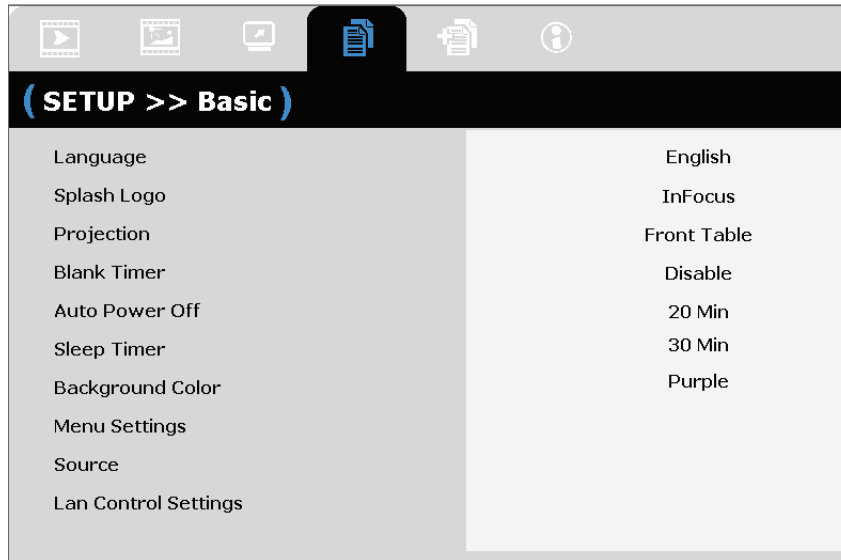 ( SETUP >> Basic )
Language English
Splash Logo InFocus
Projection Front Table
Blank Timer Disable
Auto Power Off 20 Min
Sleep Timer 30 Min
Background Color Purple
Menu Settings
Source
Lan Control Settings